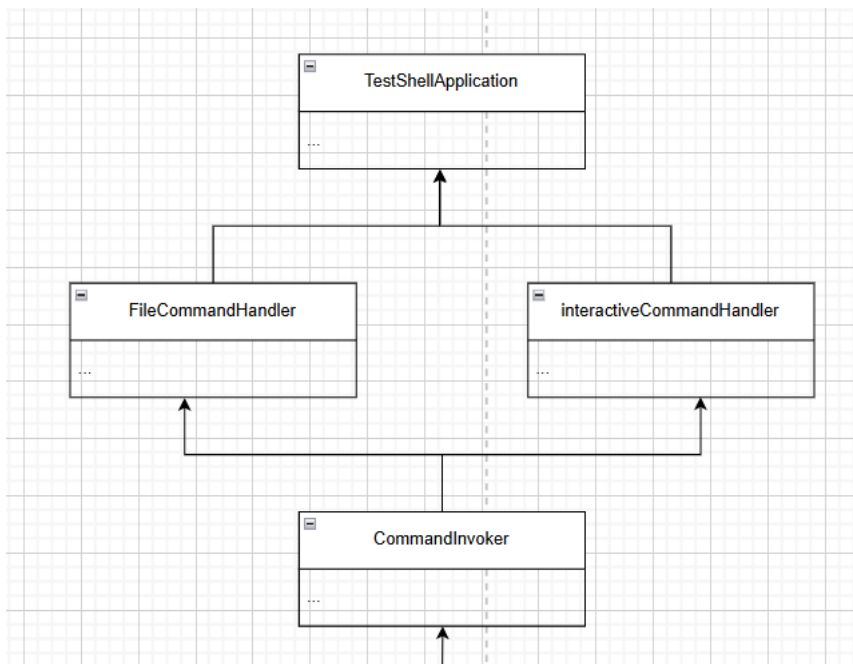 TestShellApplication
...
FileCommandHandler
interactiveCommandHandler
...
...
CommandInvoker
...